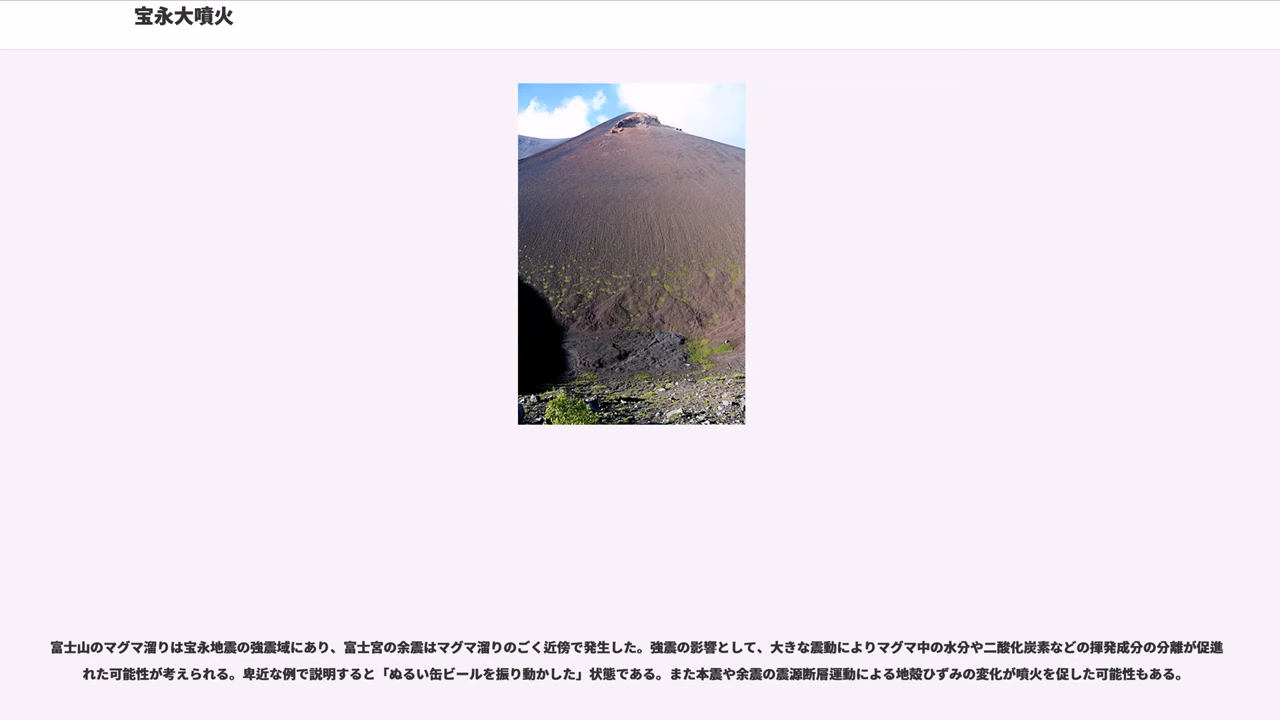 宝永大噴火
富士山のマグマ溜りは宝永地震の強震域にあり、富士宮の余震はマグマ溜りのごく近傍で発生した。強震の影響として、大きな震動によりマグマ中の水分や二酸化炭素などの揮発成分の分離が促進
れた可能性が考えられる。卑近な例で説明すると「ぬるい缶ビールを振り動かした」状態である。また本震や余震の震源断層運動による地殻ひずみの変化が噴火を促した可能性もある。